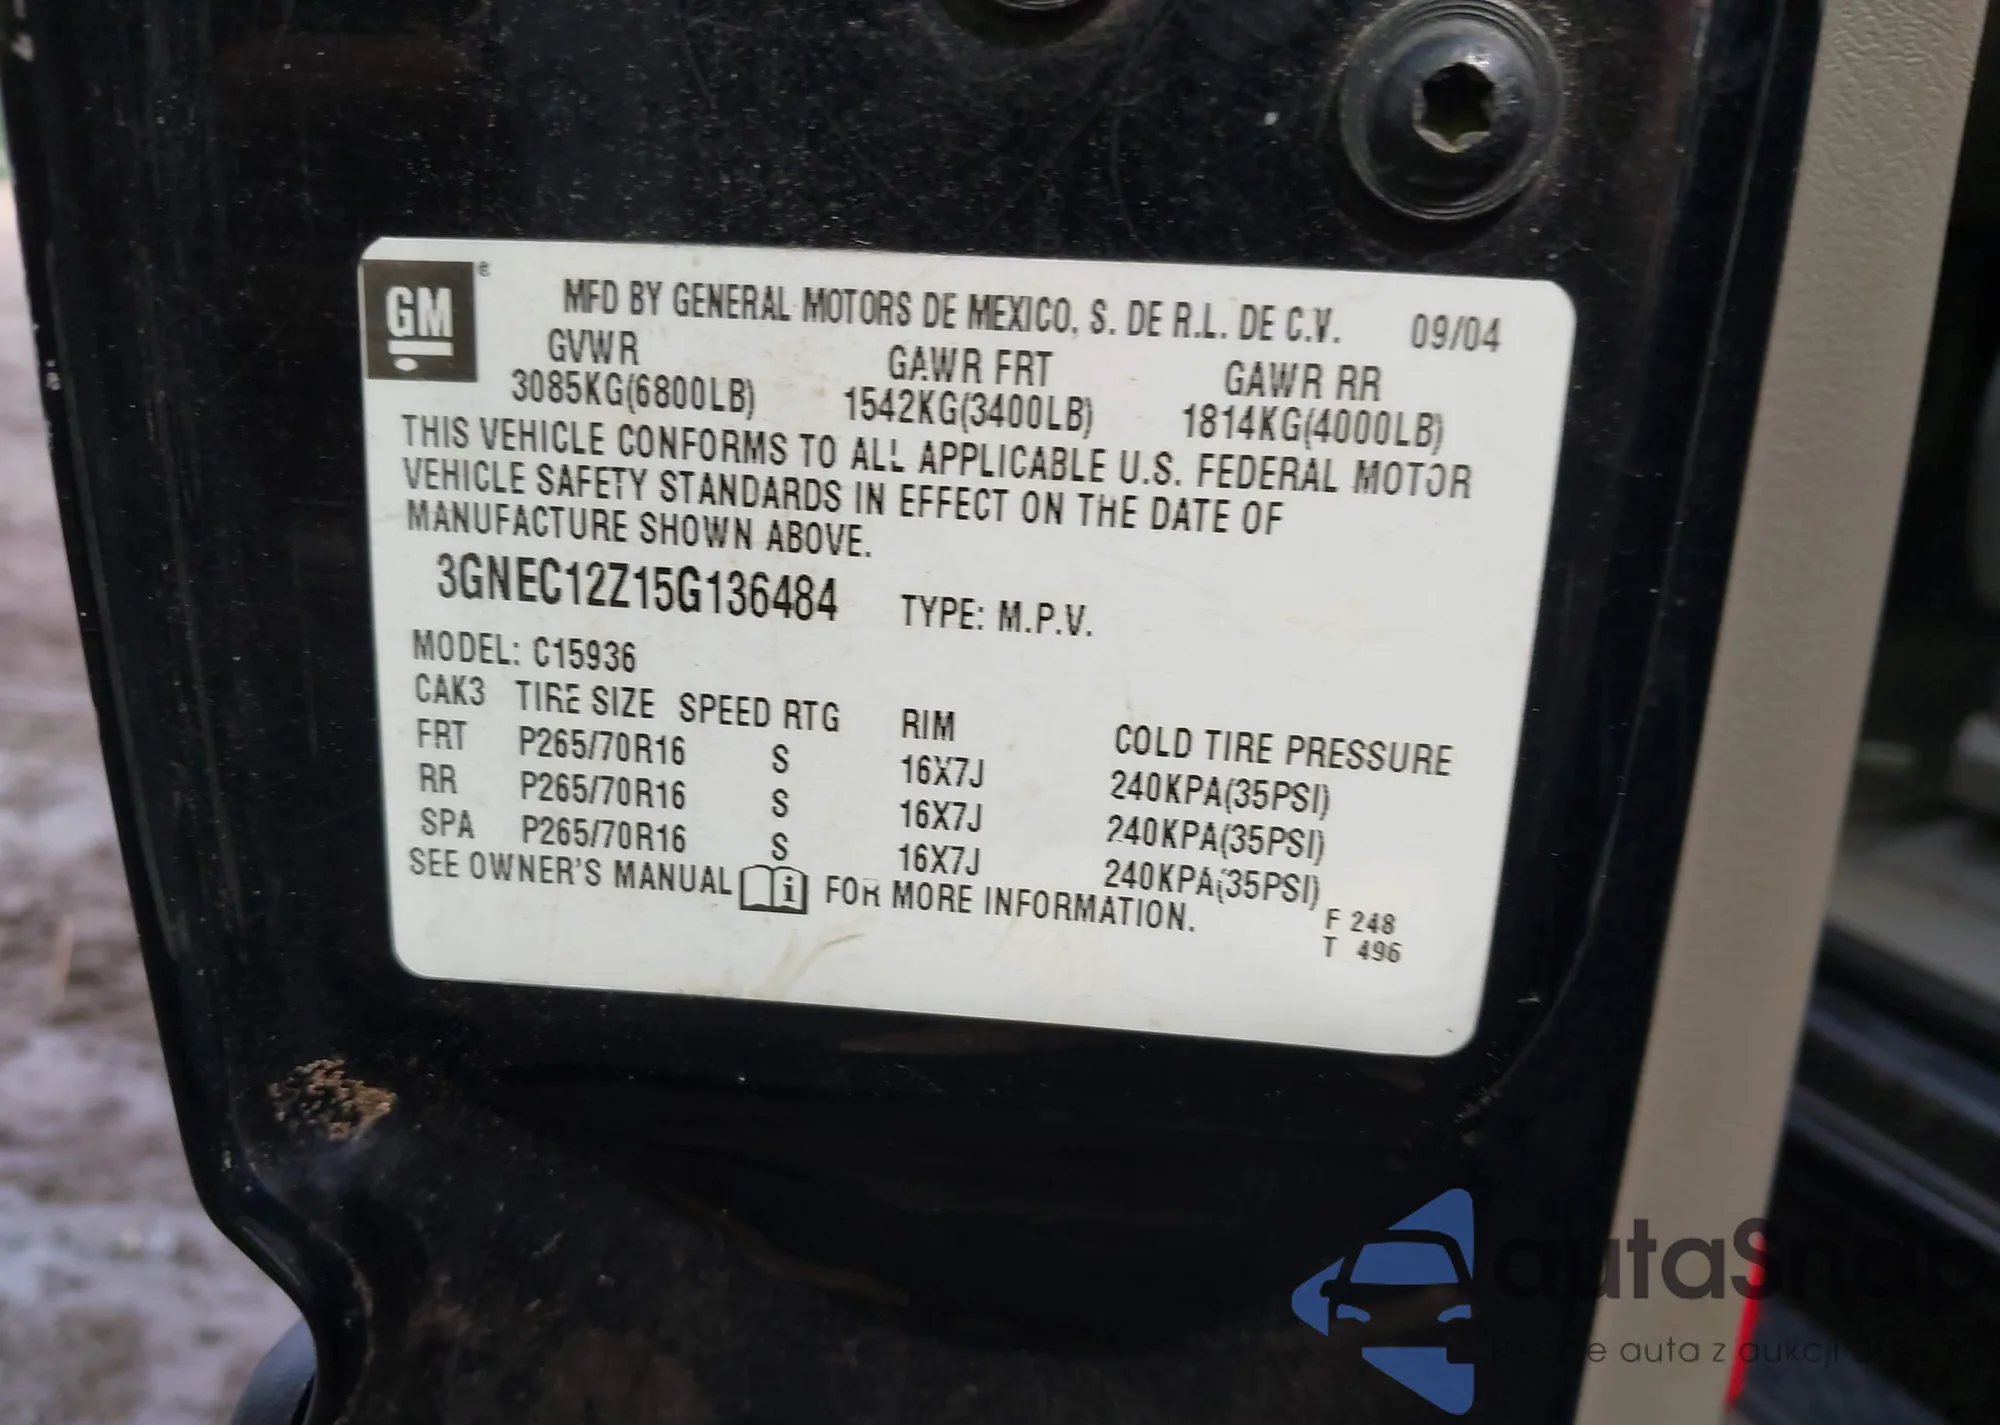 GM ®
MFD BY GENERAL MOTORS DE MEXICO, S. DE R.L. DE C.V. 09/04
GVWR GAWR FRT GAWR RR
3085KG(6800LB) 1542KG(3400LB) 1814KG(4000LB)
THIS VEHICLE CONFORMS TO ALL APPLICABLE U.S. FEDERAL MOTOR
VEHICLE SAFETY STANDARDS IN EFFECT ON THE DATE OF
MANUFACTURE SHOWN ABOVE.
3GNEC12Z15G136484 TYPE: M.P.V.
MODEL: C15936
CAK3 TIRE SIZE SPEED RTG RIM COLD TIRE PRESSURE
FRT P265/70R16 S 16X7J 240KPA(35PSI)
RR P265/70R16 S 16X7J 240KPA(35PSI)
SPA P265/70R16 S 16X7J 240KPA(35PSI)
SEE OWNER'S MANUAL i FOR MORE INFORMATION.
F 248
T 496
autaSnap
auta z aukcji